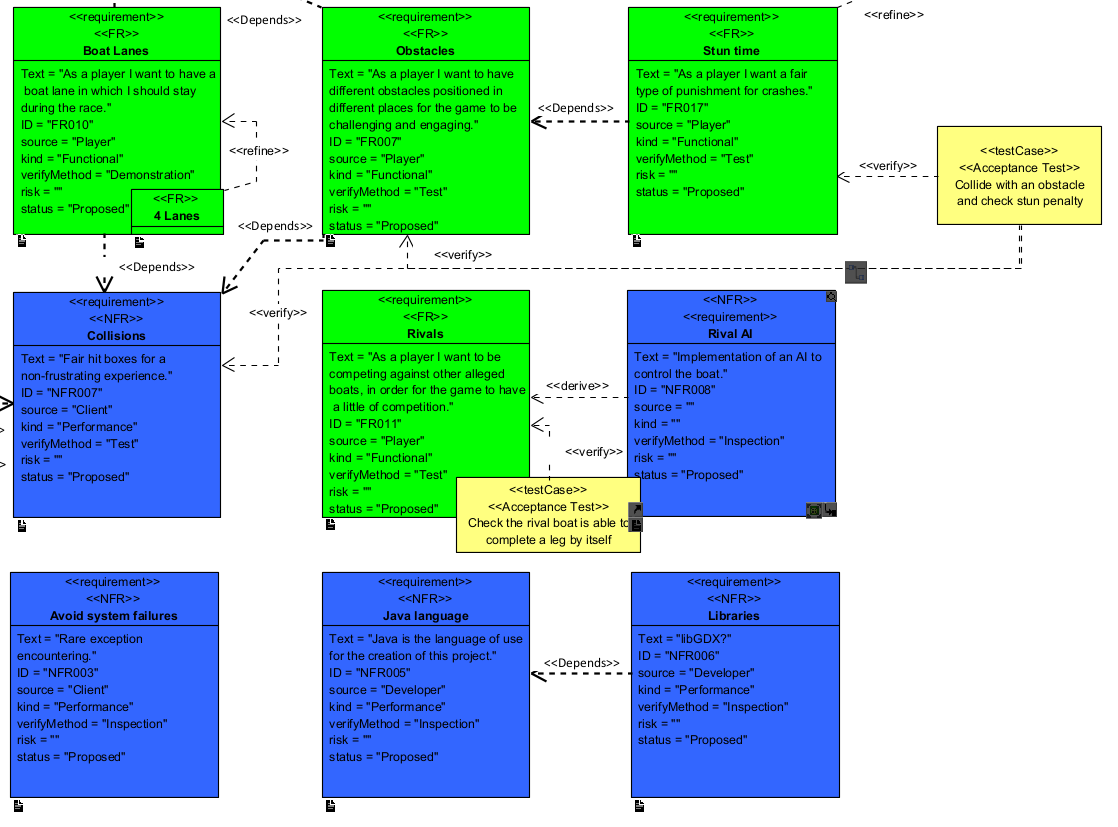 <<requirement>>
<<FR>>
Boat Lanes
Text = "As a player I want to have a
boat lane in which I should stay
during the race."
ID = "FR010"
source = "Player"
kind = "Functional"
verifyMethod = "Demonstration"
risk = ""
status = "Proposed"
<<FR>>
4 Lanes
<<refine>>
<<Depends>>
<<requirement>>
<<FR>>
Obstacles
Text = "As a player I want to have
different obstacles positioned in
different places for the game to be
challenging and engaging."
ID = "FR007"
source = "Player"
kind = "Functional"
verifyMethod = "Test"
risk = ""
status = "Proposed"
<<Depends>>
<<requirement>>
<<FR>>
Stun time
Text = "As a player I want a fair
type of punishment for crashes."
ID = "FR017"
source = "Player"
kind = "Functional"
verifyMethod = "Test"
risk = ""
status = "Proposed"
<<refine>>
<<verify>>
<<testCase>>
<<Acceptance Test>>
Collide with an obstacle
and check stun penalty
<<Depends>>
<<Depends>>
<<verify>>
<<verify>>
<<requirement>>
<<NFR>>
Collisions
Text = "Fair hit boxes for a
non-frustrating experience."
ID = "NFR007"
source = "Client"
kind = "Performance"
verifyMethod = "Test"
risk = ""
status = "Proposed"
<<requirement>>
<<FR>>
Rivals
Text = "As a player I want to be
competing against other alleged
boats, in order for the game to have
a little of competition."
ID = "FR011"
source = "Player"
kind = "Functional"
verifyMethod = "Test"
risk = ""
status = "Proposed"
<<derive>>
<<verify>>
<<NFR>>
<<requirement>>
Rival AI
Text = "Implementation of an AI to
control the boat."
ID = "NFR008"
source = ""
kind = ""
verifyMethod = "Inspection"
risk = ""
status = "Proposed"
<<testCase>>
<<Acceptance Test>>
Check the rival boat is able to
complete a leg by itself
<<requirement>>
<<NFR>>
Avoid system failures
Text = "Rare exception
encountering."
ID = "NFR003"
source = "Client"
kind = "Performance"
verifyMethod = "Inspection"
risk = ""
status = "Proposed"
<<requirement>>
<<NFR>>
Java language
Text = "Java is the language of use
for the creation of this project."
ID = "NFR005"
source = "Developer"
kind = "Performance"
verifyMethod = "Inspection"
risk = ""
status = "Proposed"
<<Depends>>
<<requirement>>
<<NFR>>
Libraries
Text = "libGDX?"
ID = "NFR006"
source = "Developer"
kind = "Performance"
verifyMethod = "Inspection"
risk = ""
status = "Proposed"